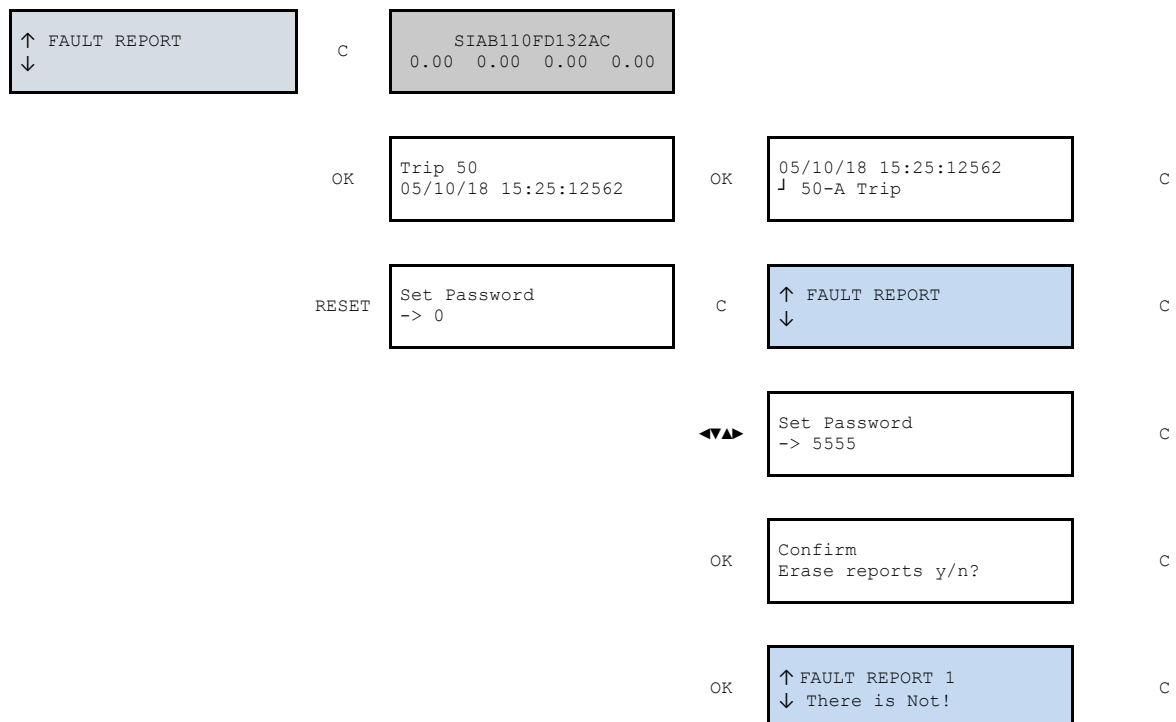 ↑ FAULT REPORT
↓
C
SIAB110FD132AC
0.00 0.00 0.00 0.00
OK
Trip 50
05/10/18 15:25:12562
OK
05/10/18 15:25:12562
┘ 50-A Trip
C
RESET
Set Password
-> 0
C
↑ FAULT REPORT
↓
C
◄▼▲►
Set Password
-> 5555
C
OK
Confirm
Erase reports y/n?
C
OK
↑ FAULT REPORT 1
↓ There is Not!
C